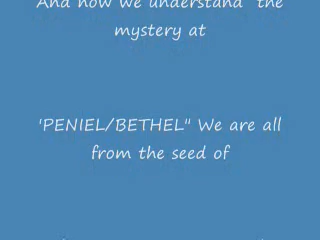 And now we understand "the
mystery at
'PENIEL/BETHEL" We are all
from the seed of